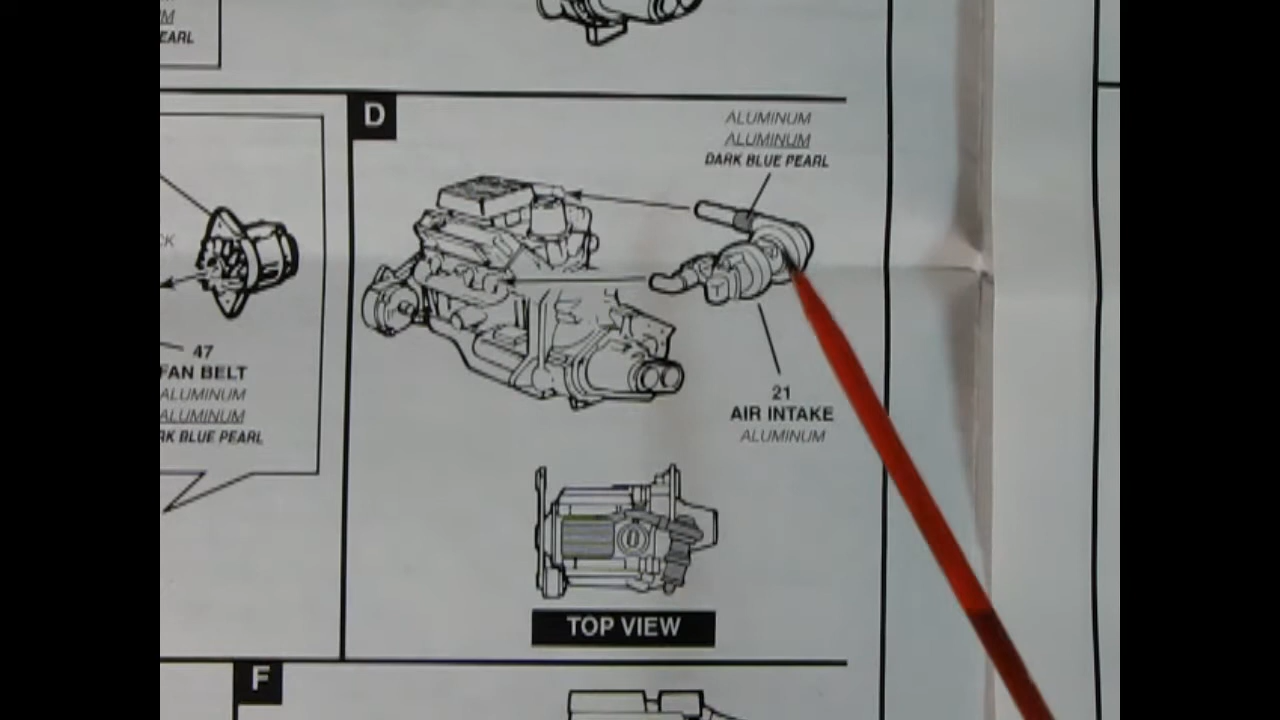 EARL
D
ALUMINUM
ALUMINUM
DARK BLUE PEARL
CK
47
FAN BELT
ALUMINUM
ALUMINUM
RK BLUE PEARL
21
AIR INTAKE
ALUMINUM
TOP VIEW
F